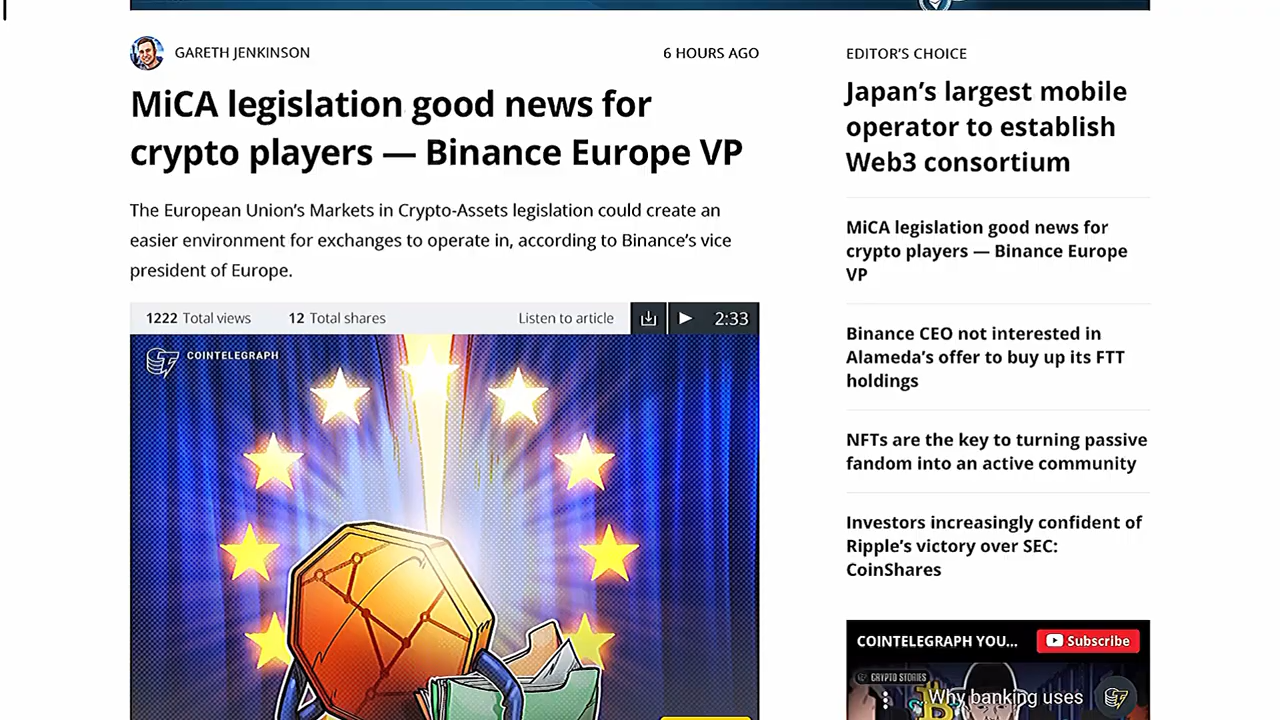 GARETH JENKINSON
6 HOURS AGO
MiCA legislation good news for
crypto players — Binance Europe VP
The European Union's Markets in Crypto-Assets legislation could create an
easier environment for exchanges to operate in, according to Binance's vice
president of Europe.
1222 Total views 12 Total shares Listen to article 2:33
COINTELEGRAPH
EDITOR'S CHOICE
Japan's largest mobile
operator to establish
Web3 consortium
MiCA legislation good news for
crypto players — Binance Europe
VP
Binance CEO not interested in
Alameda's offer to buy up its FTT
holdings
NFTs are the key to turning passive
fandom into an active community
Investors increasingly confident of
Ripple's victory over SEC:
CoinShares
COINTELEGRAPH YOU... Subscribe
CRYPTO STORIES
Why banking uses